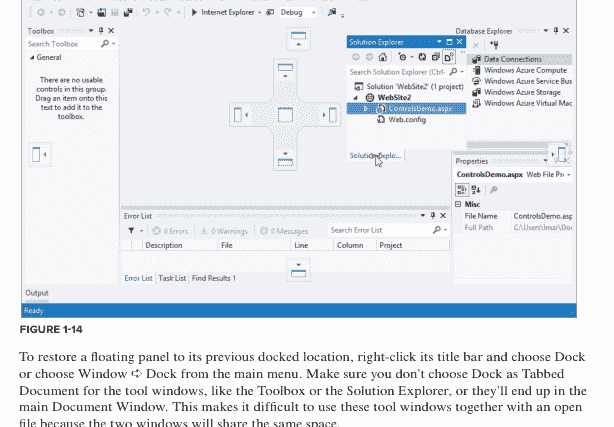 Internet Explorer Debug
Toolbox
Search Toolbox
General
There are no usable
controls in this group.
Drag an item onto this
text to add it to the
toolbox.
Solution Explorer
Search Solution Explorer (Ctrl-
Solution 'WebSite2' (1 project)
WebSite2
ControlsDemo.aspx
Web.config
Solution Explo...
Database Explorer
Data Connections
Windows Azure Compute
Windows Azure Service Bus
Windows Azure Storage
Windows Azure Virtual Mac
Properties
ControlsDemo.aspx Web File Pr
Misc
File Name ControlsDemo.asp
Full Path C:\Users\Imar\Doc
Error List
0 Errors 0 Warnings 0 Messages Search Error List
Description File Line Column Project
Error List Task List Find Results 1
Output
Ready
FIGURE 1-14
To restore a floating panel to its previous docked location, right-click its title bar and choose Dock
or choose Window ➪ Dock from the main menu. Make sure you don't choose Dock as Tabbed
Document for the tool windows, like the Toolbox or the Solution Explorer, or they'll end up in the
main Document Window. This makes it difficult to use these tool windows together with an open
file because the two windows will share the same space.